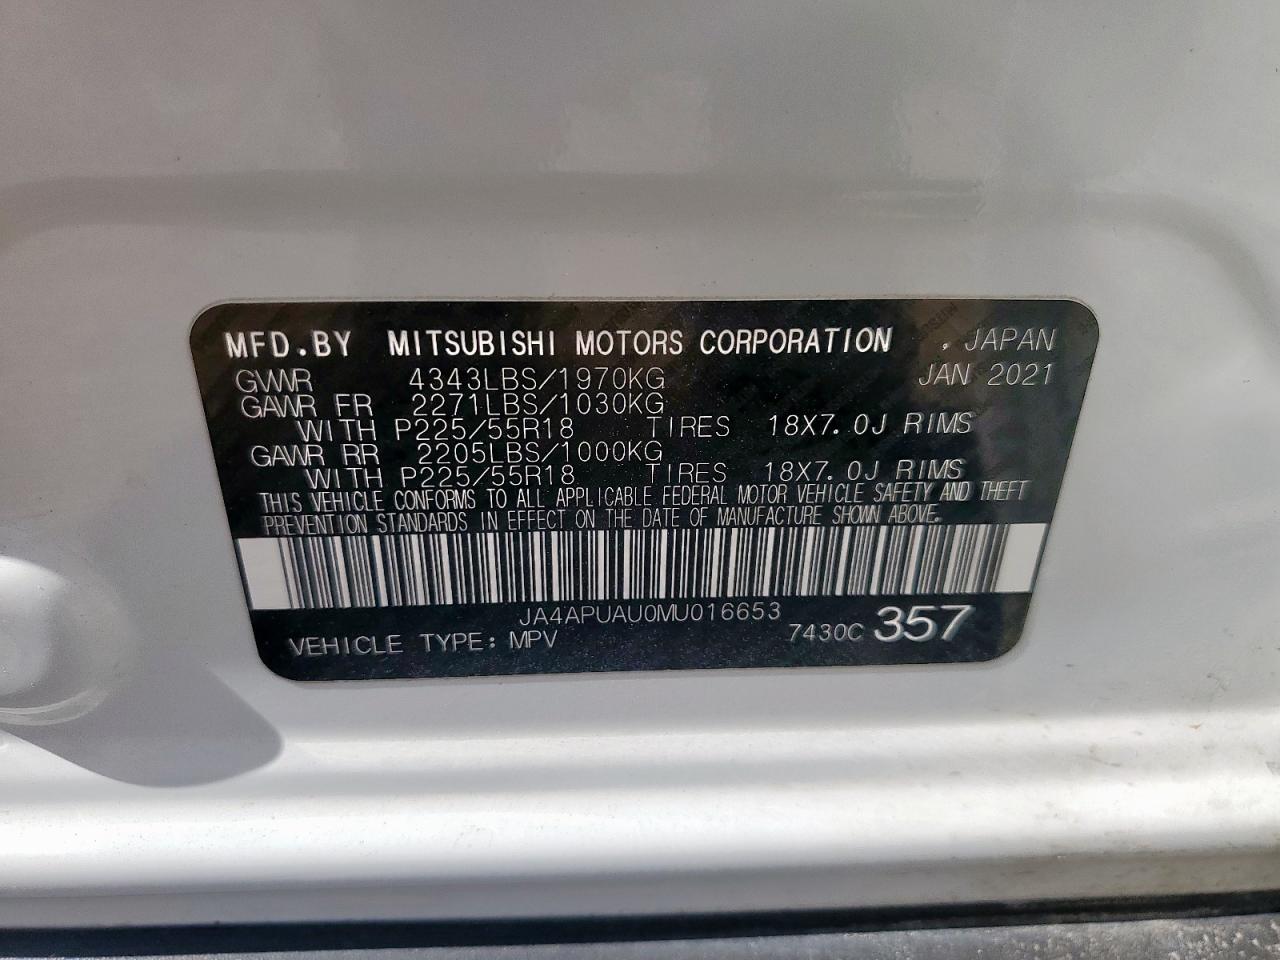 MFD.BY MITSUBISHI MOTORS CORPORATION , JAPAN
GVWR 4343LBS/1970KG JAN 2021
GAWR FR 2271LBS/1030KG
WITH P225/55R18 TIRES 18X7.0J RIMS
GAWR RR 2205LBS/1000KG
WITH P225/55R18 TIRES 18X7.0J RIMS
THIS VEHICLE CONFORMS TO ALL APPLICABLE FEDERAL MOTOR VEHICLE SAFETY AND THEFT
PREVENTION STANDARDS IN EFFECT ON THE DATE OF MANUFACTURE SHOWN ABOVE.
JA4APUAU0MU016653
VEHICLE TYPE: MPV 7430C 357